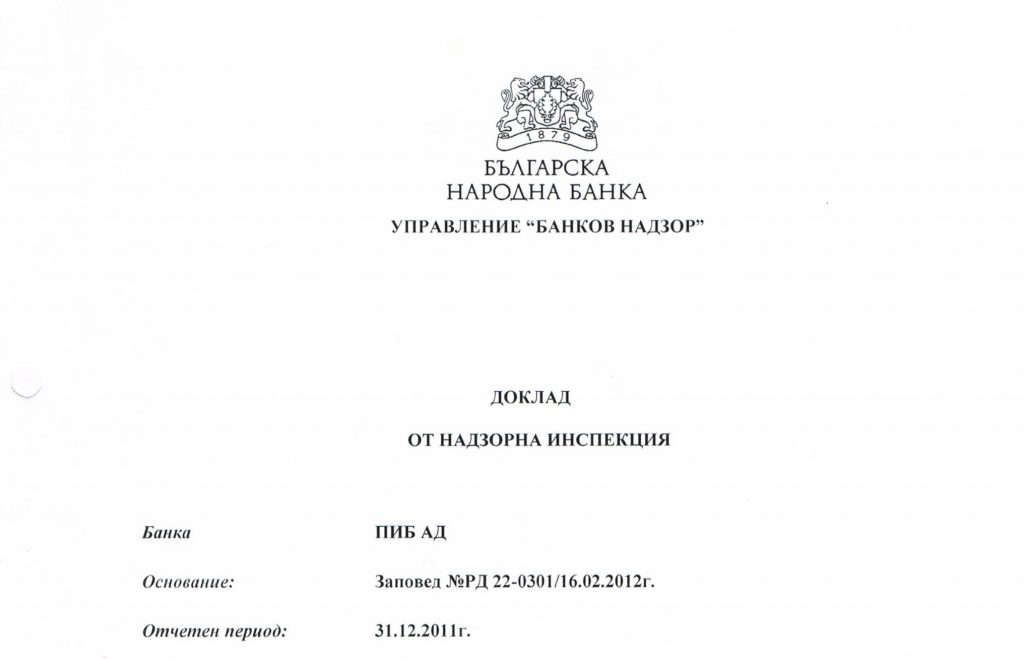 1879
БЪЛГАРСКА
НАРОДНА БАНКА
УПРАВЛЕНИЕ “БАНКОВ НАДЗОР”
ДОКЛАД
ОТ НАДЗОРНА ИНСПЕКЦИЯ
Банка ПИБ АД
Основание: Заповед №РД 22-0301/16.02.2012г.
Отчетен период: 31.12.2011г.